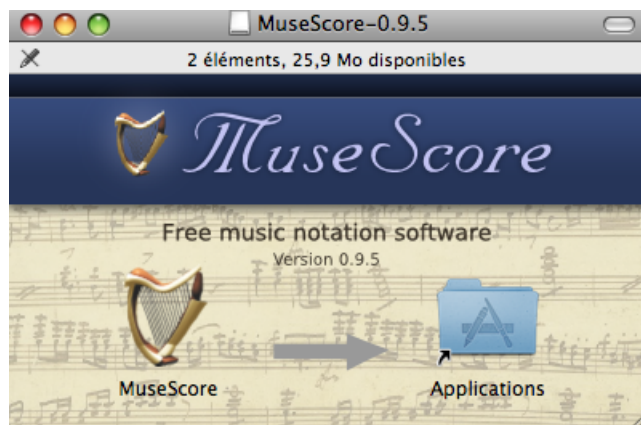 MuseScore-0.9.5
2 éléments, 25,9 Mo disponibles
MuseScore
Free music notation software
Version 0.9.5
MuseScore
Applications